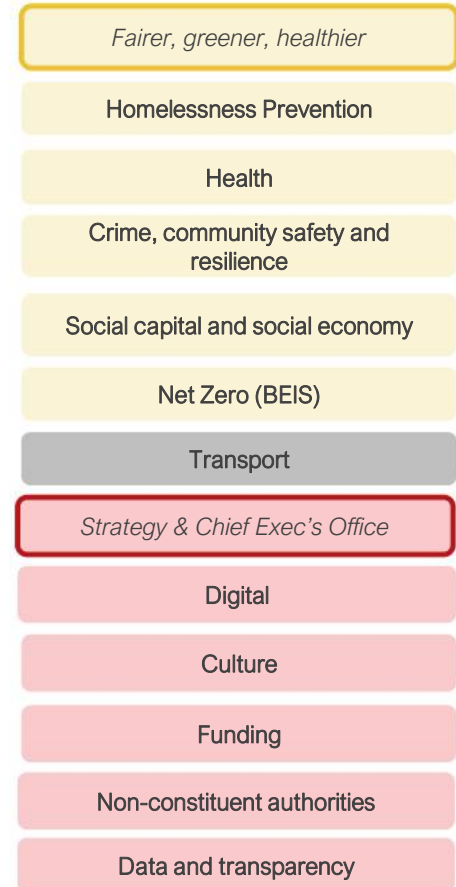 Fairer, greener, healthier
Homelessness Prevention
Health
Crime, community safety and
resilience
Social capital and social economy
Net Zero (BEIS)
Transport
Strategy & Chief Exec's Office
Digital
Culture
Funding
Non-constituent authorities
Data and transparency